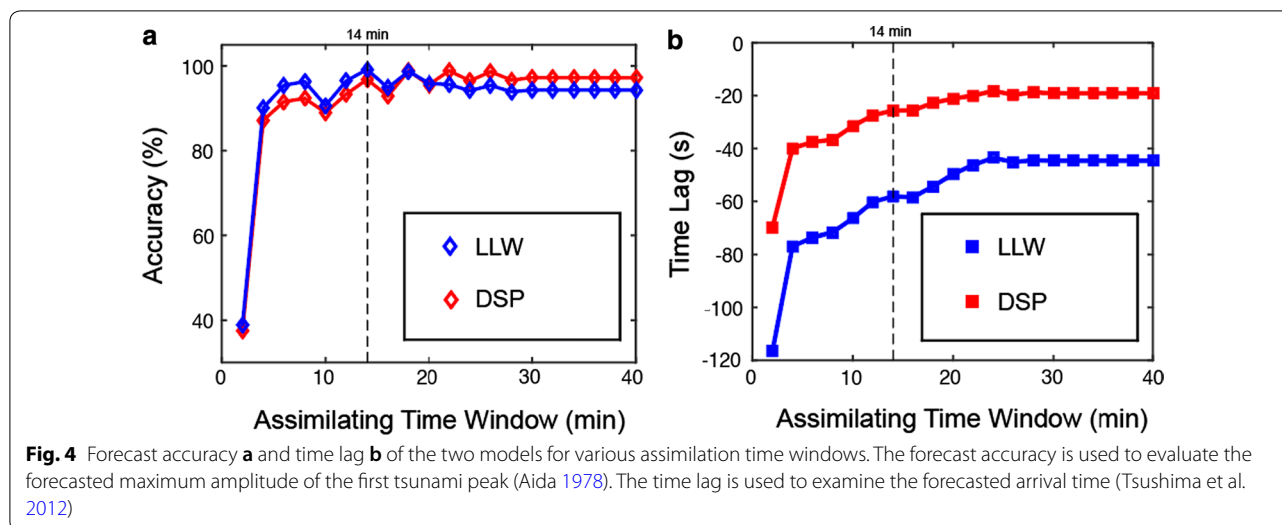 a
14 min
Accuracy (%)
100
80
60
40
LLW
DSP
0
10
20
30
40
Assimilating Time Window (min)
b
14 min
Time Lag (s)
0
-20
-40
-60
-80
-100
-120
LLW
DSP
0
10
20
30
40
Assimilating Time Window (min)
Fig. 4 Forecast accuracy a and time lag b of the two models for various assimilation time windows. The forecast accuracy is used to evaluate the
forecasted maximum amplitude of the first tsunami peak (Aida 1978). The time lag is used to examine the forecasted arrival time (Tsushima et al.
2012)